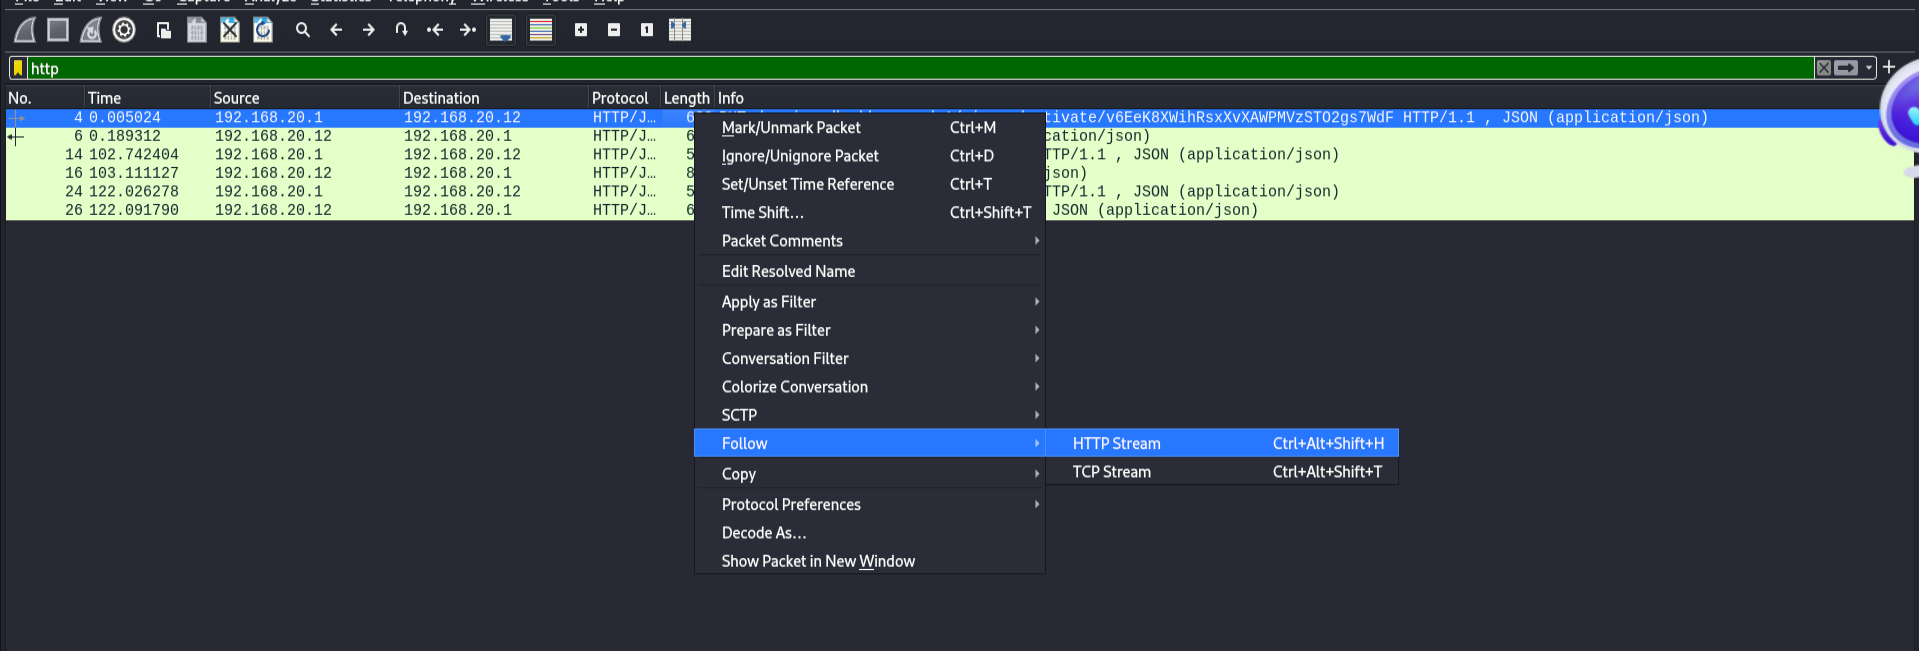 http
No. Time Source Destination Protocol Length Info
4 0.005024 192.168.20.1 192.168.20.12 HTTP/J… 6 tivate/v6EeK8XWihRsxXvXAWPMVzSTO2gs7WdF HTTP/1.1 , JSON (application/json)
6 0.189312 192.168.20.12 192.168.20.1 HTTP/J… 6 cation/json)
14 102.742404 192.168.20.1 192.168.20.12 HTTP/J… 5 TTP/1.1 , JSON (application/json)
16 103.111127 192.168.20.12 192.168.20.1 HTTP/J… 8 json)
24 122.026278 192.168.20.1 192.168.20.12 HTTP/J… 5 TTP/1.1 , JSON (application/json)
26 122.091790 192.168.20.12 192.168.20.1 HTTP/J… 6 JSON (application/json)
Mark/Unmark Packet Ctrl+M
Ignore/Unignore Packet Ctrl+D
Set/Unset Time Reference Ctrl+T
Time Shift… Ctrl+Shift+T
Packet Comments
Edit Resolved Name
Apply as Filter
Prepare as Filter
Conversation Filter
Colorize Conversation
SCTP
Follow
HTTP Stream Ctrl+Alt+Shift+H
TCP Stream Ctrl+Alt+Shift+T
Copy
Protocol Preferences
Decode As…
Show Packet in New Window